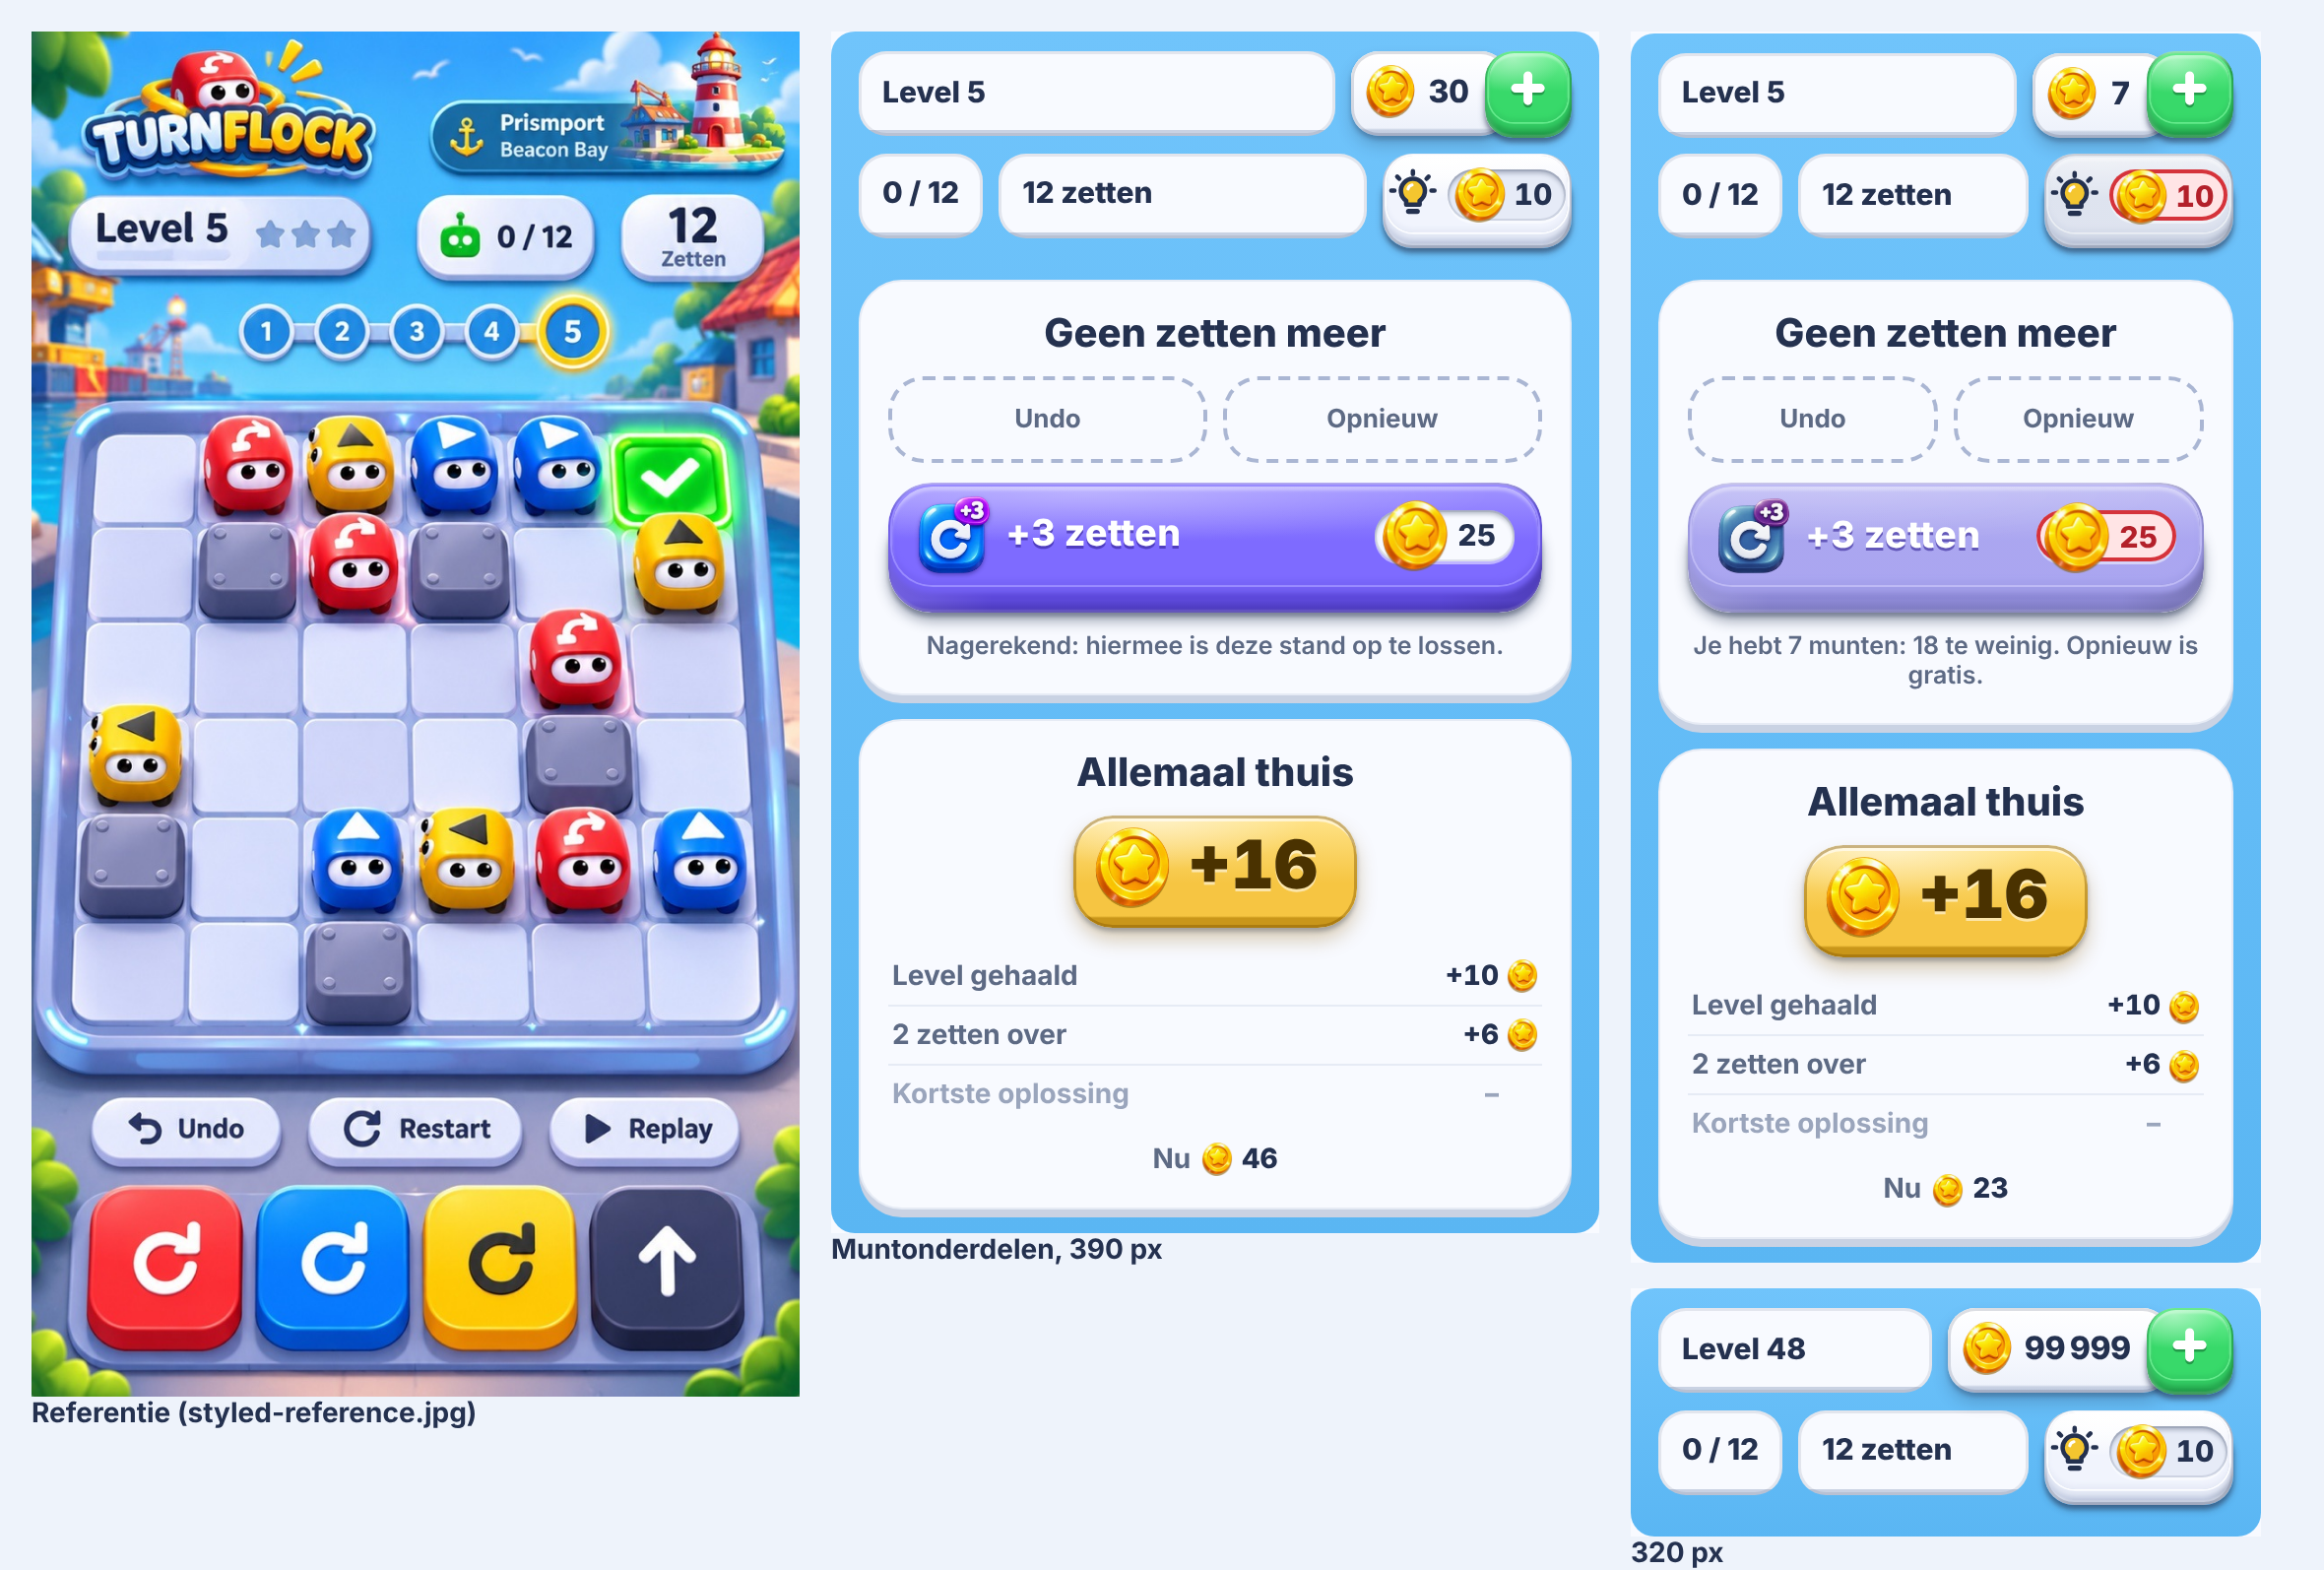 TURNFLOCK
Prismport
Beacon Bay
Level 5
0 / 12
12
Zetten
1 2 3 4 5
Undo
Restart
Replay
Referentie (styled-reference.jpg)
Level 5
30
+
0 / 12
12 zetten
10
Geen zetten meer
Undo
Opnieuw
+3
+3 zetten
25
Nagerekend: hiermee is deze stand op te lossen.
Allemaal thuis
+16
Level gehaald
+10
2 zetten over
+6
Kortste oplossing
–
Nu 46
Muntonderdelen, 390 px
Level 5
7
+
0 / 12
12 zetten
10
Geen zetten meer
Undo
Opnieuw
+3
+3 zetten
25
Je hebt 7 munten: 18 te weinig. Opnieuw is
gratis.
Allemaal thuis
+16
Level gehaald
+10
2 zetten over
+6
Kortste oplossing
–
Nu 23
Level 48
99 999
+
0 / 12
12 zetten
10
320 px